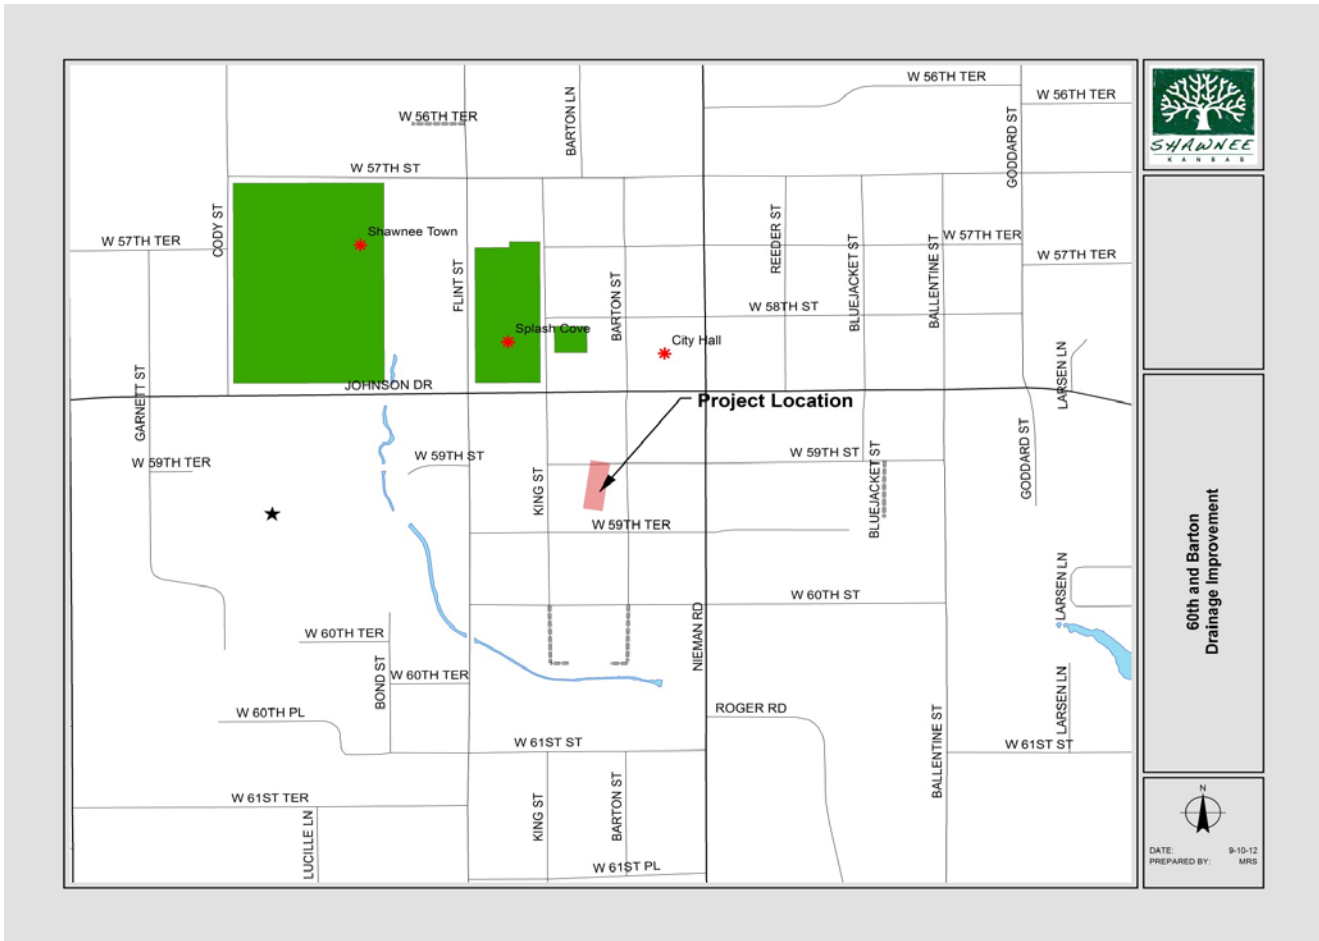 W 56TH TER
W 56TH TER
W 56TH TER
BARTON LN
GODDARD ST
W 57TH ST
CODY ST
Shawnee Town
W 57TH TER
FLINT ST
BARTON ST
REEDER ST
BLUEJACKET ST
BALLENTINE ST
W 57TH TER
W 57TH TER
W 58TH ST
Splash Cove
City Hall
LARSEN LN
GARNETT ST
JOHNSON DR
Project Location
W 59TH TER
W 59TH ST
KING ST
W 59TH ST
BLUEJACKET ST
GODDARD ST
W 59TH TER
W 60TH ST
LARSEN LN
W 60TH TER
NIEMAN RD
BOND ST
W 60TH TER
W 60TH PL
ROGER RD
BALLENTINE ST
LARSEN LN
W 61ST ST
W 61ST ST
W 61ST TER
LUCILLE LN
KING ST
BARTON ST
W 61ST PL
SHAWNEE
KANSAS
60th and Barton
Drainage Improvement
N
DATE: 9-10-12
PREPARED BY: MRS